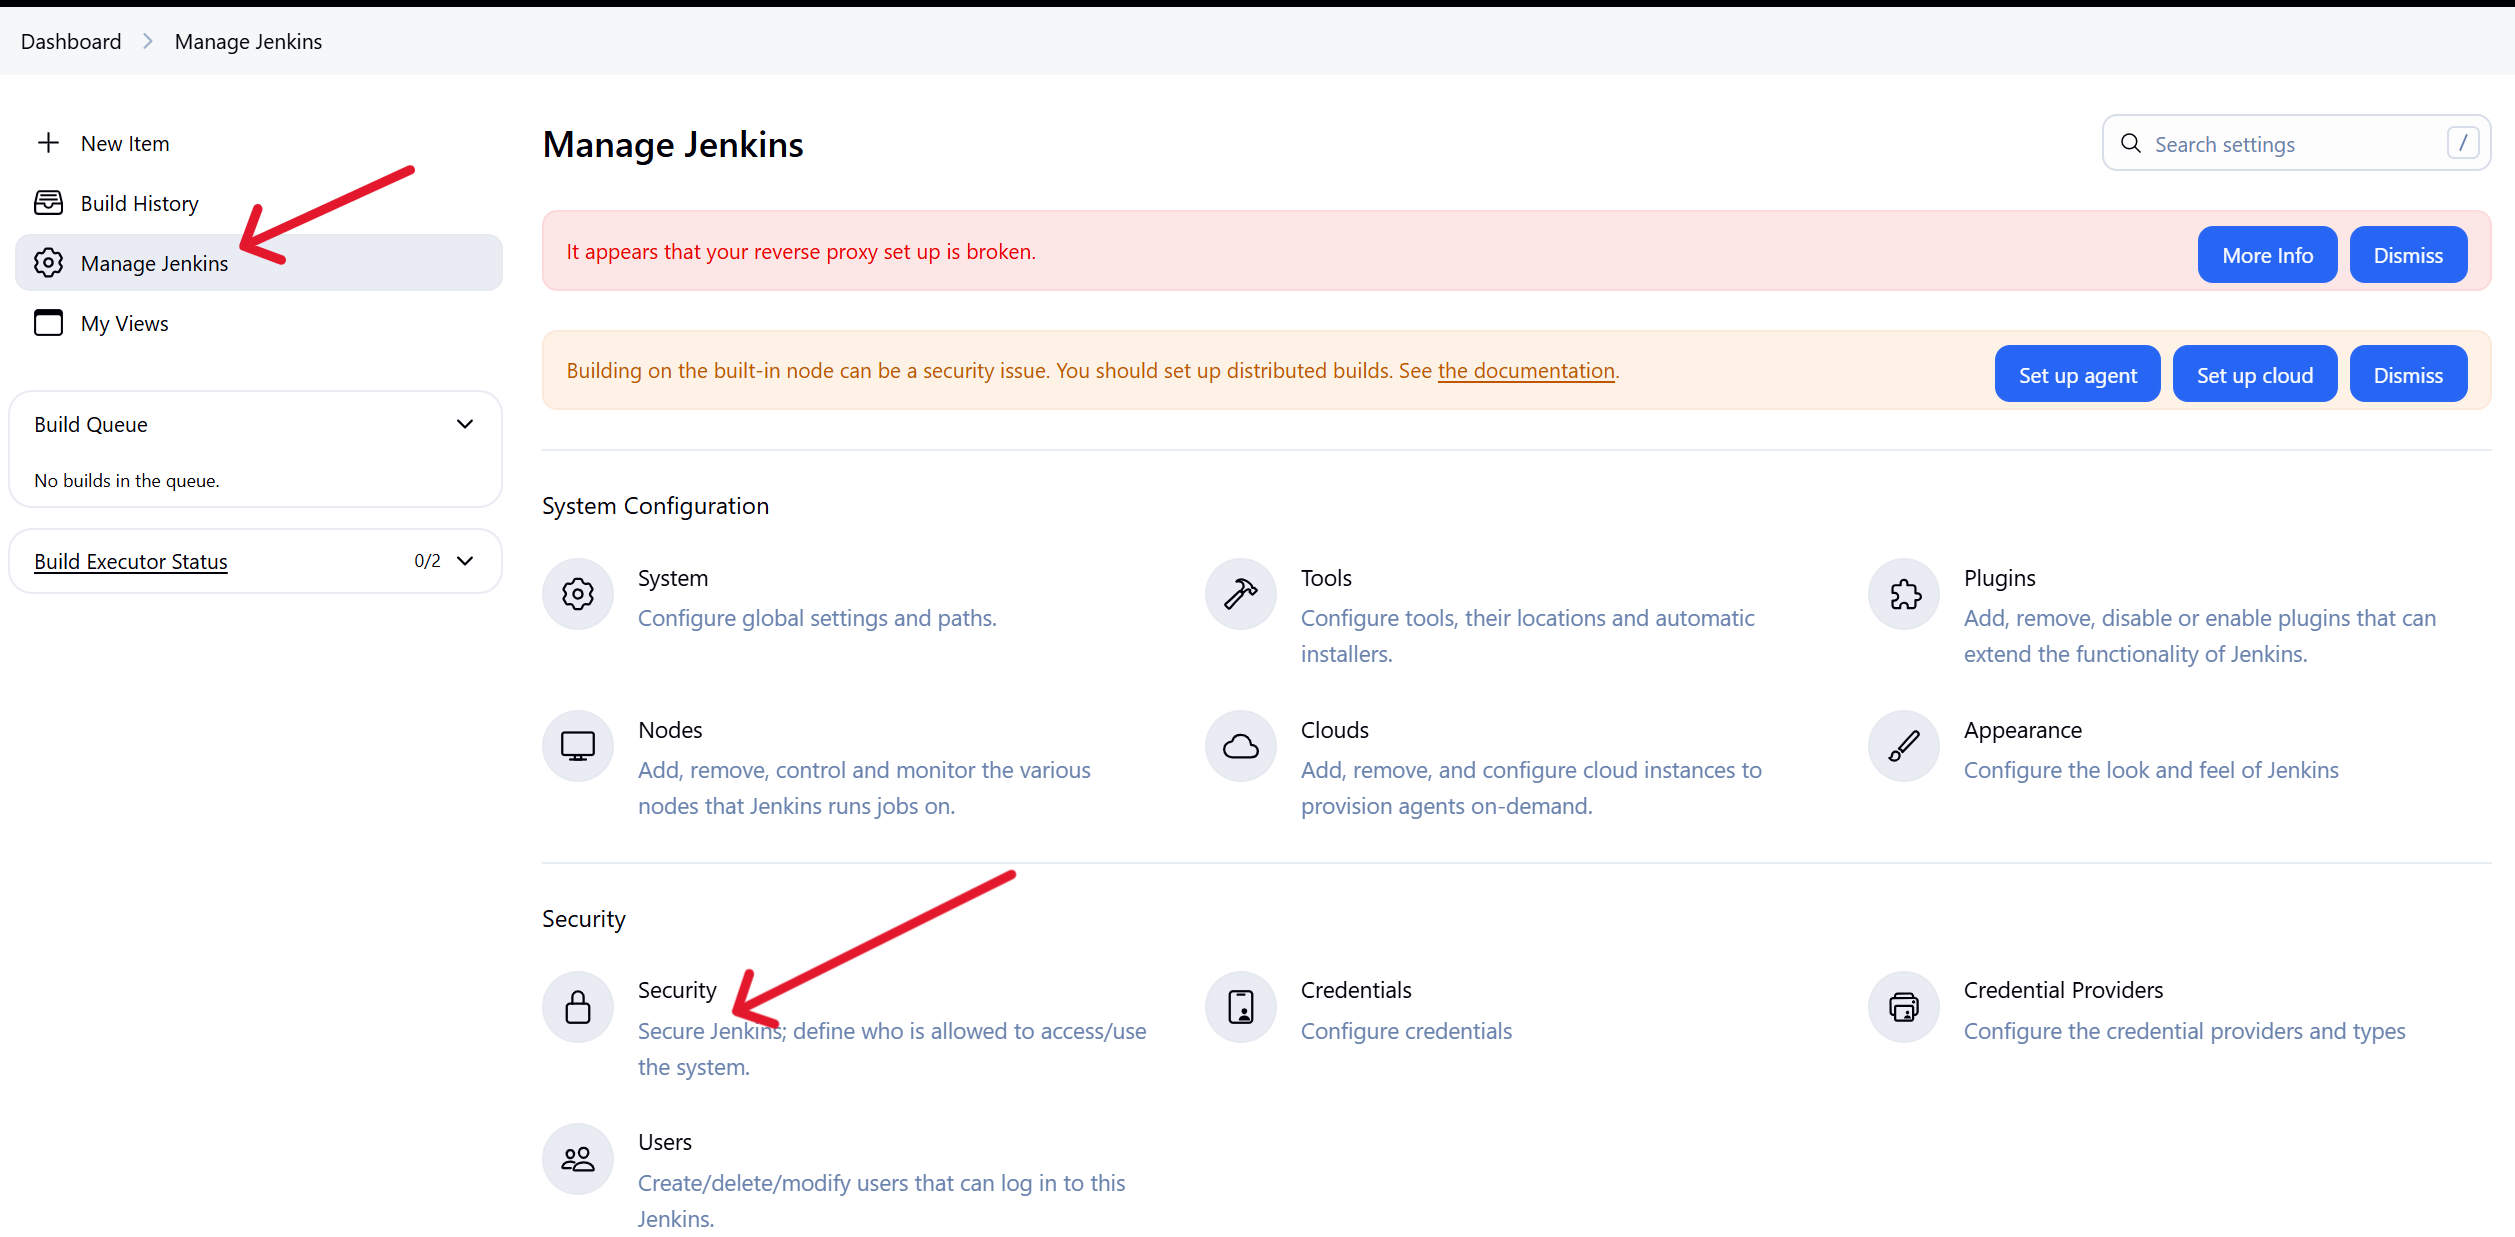 Dashboard > Manage Jenkins
New Item
Build History
Manage Jenkins
My Views
Build Queue
No builds in the queue.
Build Executor Status 0/2
Manage Jenkins
Search settings /
It appears that your reverse proxy set up is broken. More Info Dismiss
Building on the built-in node can be a security issue. You should set up distributed builds. See the documentation. Set up agent Set up cloud Dismiss
System Configuration
System
Configure global settings and paths.
Tools
Configure tools, their locations and automatic
installers.
Plugins
Add, remove, disable or enable plugins that can
extend the functionality of Jenkins.
Nodes
Add, remove, control and monitor the various
nodes that Jenkins runs jobs on.
Clouds
Add, remove, and configure cloud instances to
provision agents on-demand.
Appearance
Configure the look and feel of Jenkins
Security
Security
Secure Jenkins; define who is allowed to access/use
the system.
Credentials
Configure credentials
Credential Providers
Configure the credential providers and types
Users
Create/delete/modify users that can log in to this
Jenkins.